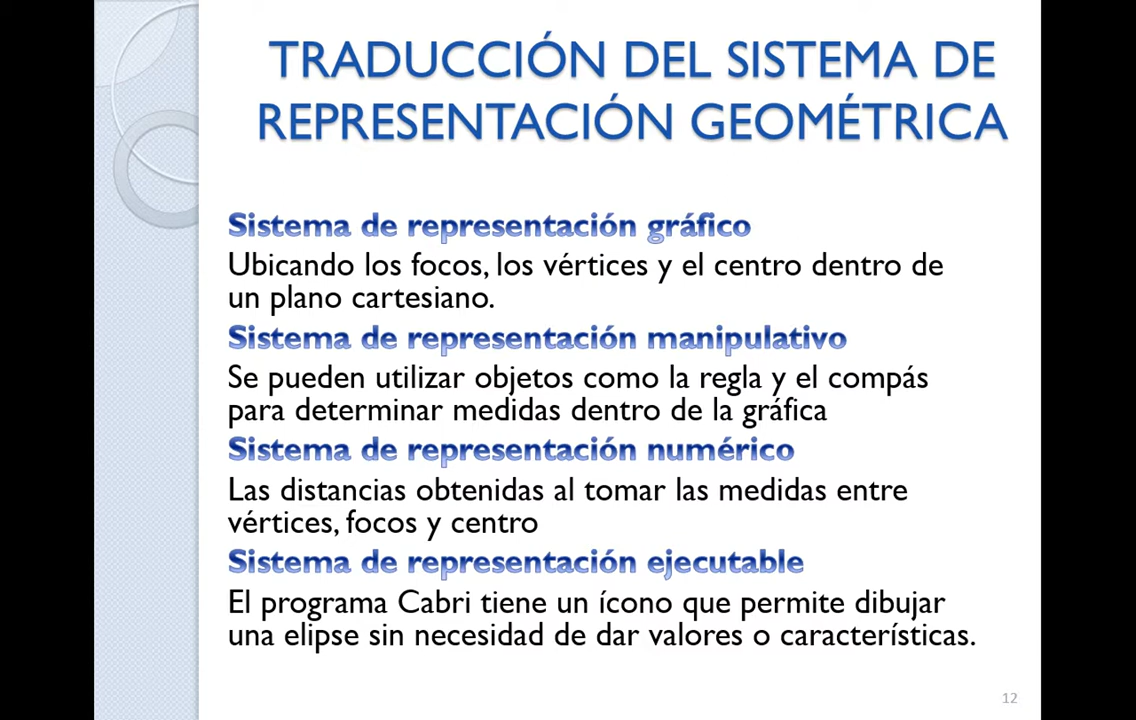 TRADUCCIÓN DEL SISTEMA DE
REPRESENTACIÓN GEOMÉTRICA
Sistema de representación gráfico
Ubicando los focos, los vértices y el centro dentro de
un plano cartesiano.
Sistema de representación manipulativo
Se pueden utilizar objetos como la regla y el compás
para determinar medidas dentro de la gráfica
Sistema de representación numérico
Las distancias obtenidas al tomar las medidas entre
vértices, focos y centro
Sistema de representación ejecutable
El programa Cabri tiene un ícono que permite dibujar
una elipse sin necesidad de dar valores o características.
12